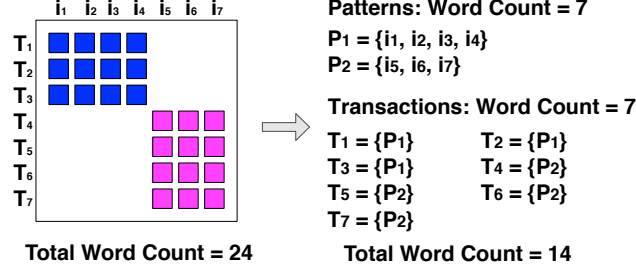 i1 i2 i3 i4 i5 i6 i7
T1
T2
T3
T4
T5
T6
T7
Total Word Count = 24
Patterns: Word Count = 7
P1 = {i1, i2, i3, i4}
P2 = {i5, i6, i7}
Transactions: Word Count = 7
T1 = {P1} T2 = {P1}
T3 = {P1} T4 = {P2}
T5 = {P2} T6 = {P2}
T7 = {P2}
Total Word Count = 14